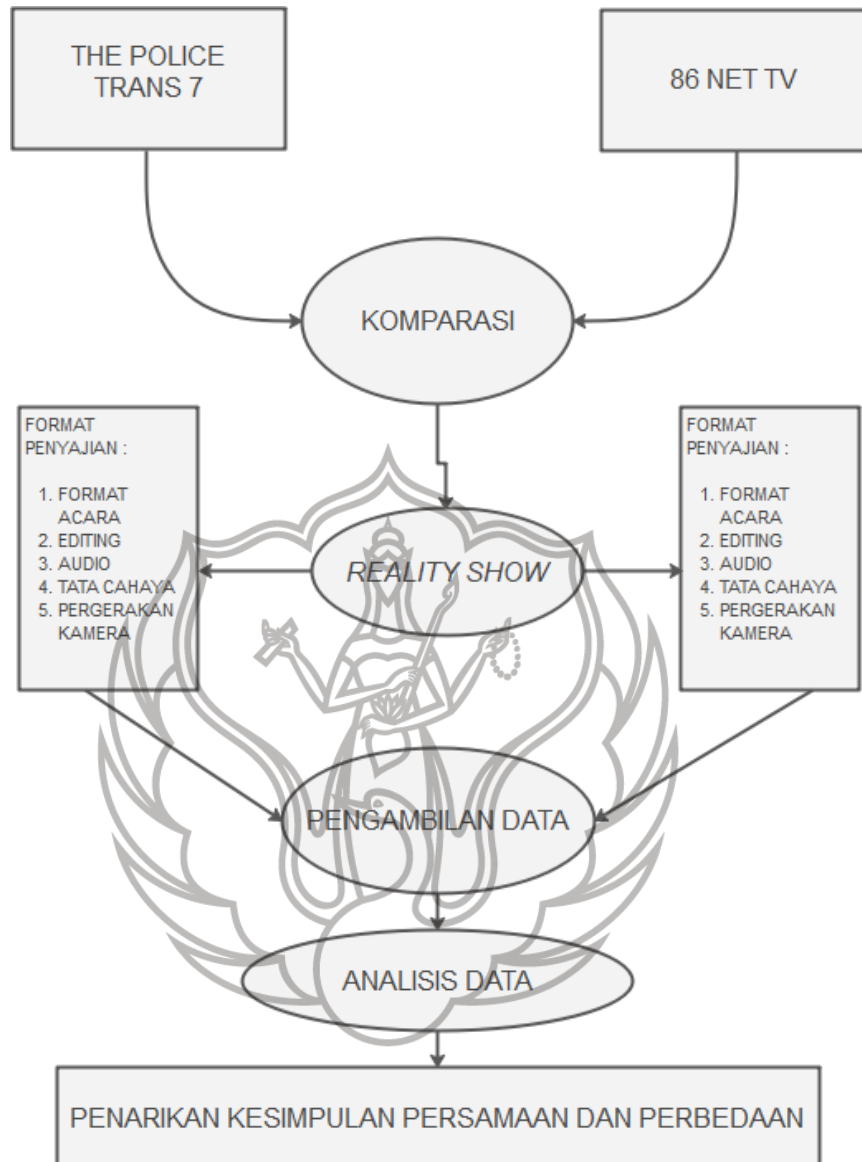 THE POLICE
TRANS 7
86 NET TV
KOMPARASI
FORMAT
PENYAJIAN :
1. FORMAT
ACARA
2. EDITING
3. AUDIO
4. TATA CAHAYA
5. PERGERAKAN
KAMERA
REALITY SHOW
FORMAT
PENYAJIAN :
1. FORMAT
ACARA
2. EDITING
3. AUDIO
4. TATA CAHAYA
5. PERGERAKAN
KAMERA
PENGAMBILAN DATA
ANALISIS DATA
PENARIKAN KESIMPULAN PERSAMAAN DAN PERBEDAAN